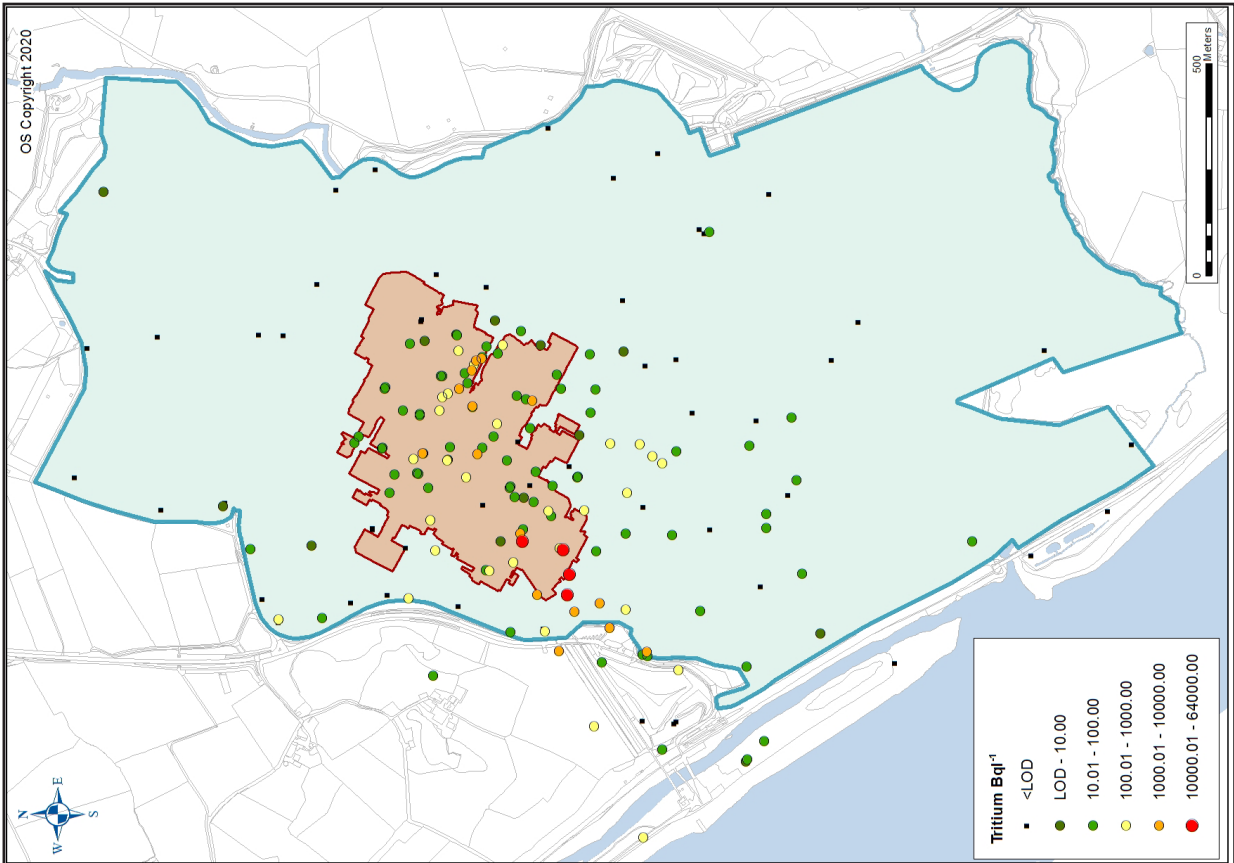 OS Copyright 2020
N
W
E
S
0
500
Meters
Tritium Bql⁻¹
<LOD
LOD - 10.00
10.01 - 100.00
100.01 - 1000.00
1000.01 - 10000.00
10000.01 - 64000.00